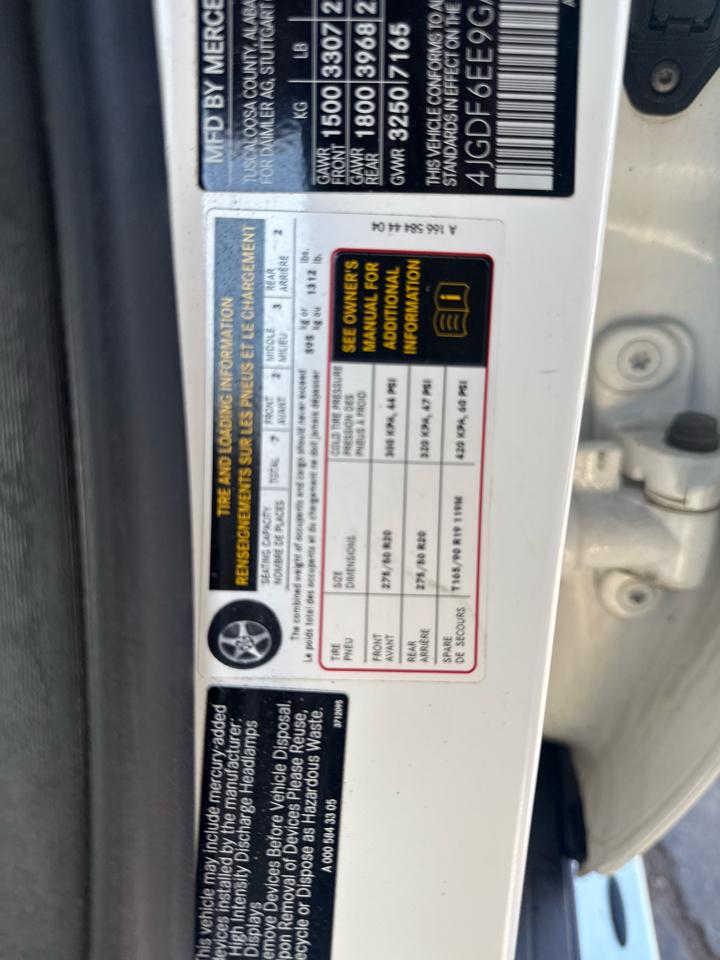 MFD BY MERCE
TUSCALOOSA COUNTY, ALABA
FOR DAIMLER AG, STUTTGART
KG LB
GAWR FRONT 1500 3307 2
GAWR REAR 1800 3968 2
GVWR 3250 7165
THIS VEHICLE CONFORMS TO A
STANDARDS IN EFFECT ON THE
4JGDF6EE9G
TIRE AND LOADING INFORMATION
RENSEIGNEMENTS SUR LES PNEUS ET LE CHARGEMENT
SEATING CAPACITY
NOMBRE DE PLACES
TOTAL 7
FRONT 2
AVANT
MIDDLE 3
MILIEU
REAR 2
ARRIÈRE
The combined weight of occupants and cargo should never exceed 595 kg or lbs.
Le poids total des occupants et du chargement ne doit jamais dépasser kg ou 1312 lb.
TIRE SIZE COLD TIRE PRESSURE
PNEU DIMENSIONS PRESSION DES
PNEUS À FROID
FRONT 275/50 R20 300 KPA, 44 PSI
AVANT
REAR 275/50 R20 320 KPA, 47 PSI
ARRIÈRE
SPARE T165/90 R19 119M 420 KPA, 60 PSI
DE SECOURS
SEE OWNER'S
MANUAL FOR
ADDITIONAL
INFORMATION
A 166 584 44 04
This vehicle may include mercury-added
evices installed by the manufacturer:
High Intensity Discharge Headlamps
Displays
emove Devices Before Vehicle Disposal.
pon Removal of Devices Please Reuse,
ecycle or Dispose as Hazardous Waste.
A 000 584 33 05